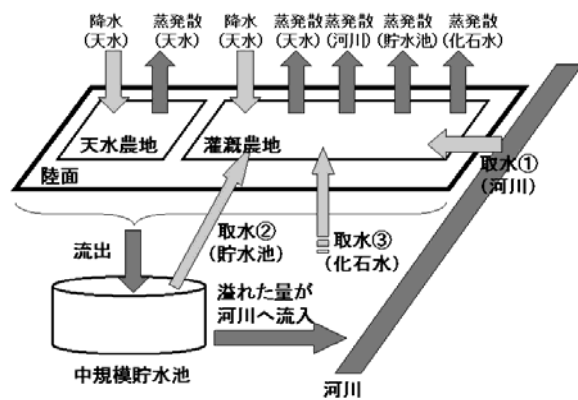 降水
(天水)
蒸発散
(天水)
降水
(天水)
蒸発散
(天水)
蒸発散
(河川)
蒸発散
(貯水池)
蒸発散
(化石水)
天水農地
灌漑農地
陸面
取水①
(河川)
取水②
(貯水池)
取水③
(化石水)
流出
溢れた量が
河川へ流入
中規模貯水池
河川